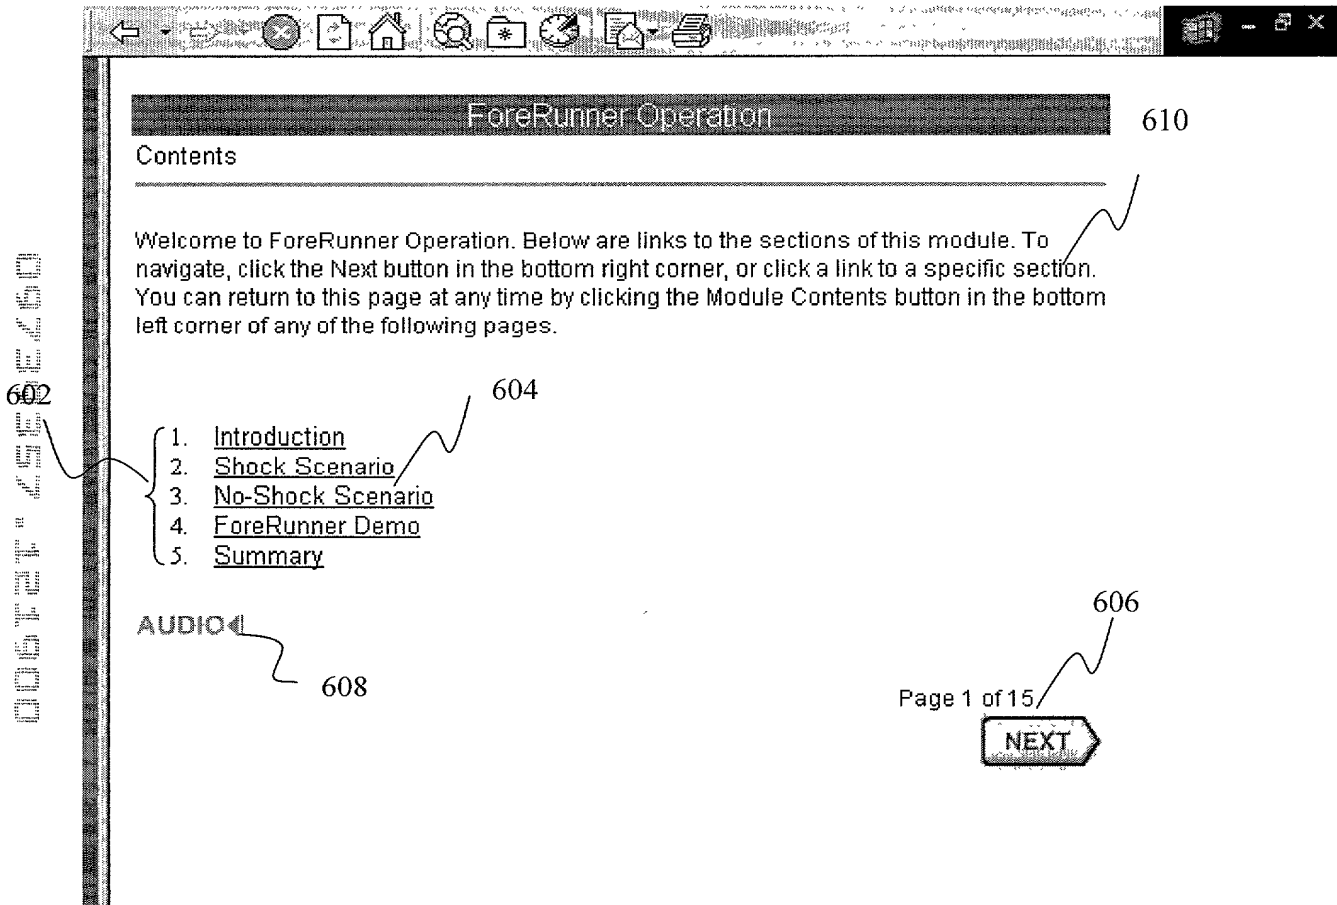 ForeRunner Operation
610
Contents
Welcome to ForeRunner Operation. Below are links to the sections of this module. To
navigate, click the Next button in the bottom right corner, or click a link to a specific section.
You can return to this page at any time by clicking the Module Contents button in the bottom
left corner of any of the following pages.
602
604
1. Introduction
2. Shock Scenario
3. No-Shock Scenario
4. ForeRunner Demo
5. Summary
AUDIO
608
606
Page 1 of 15
NEXT